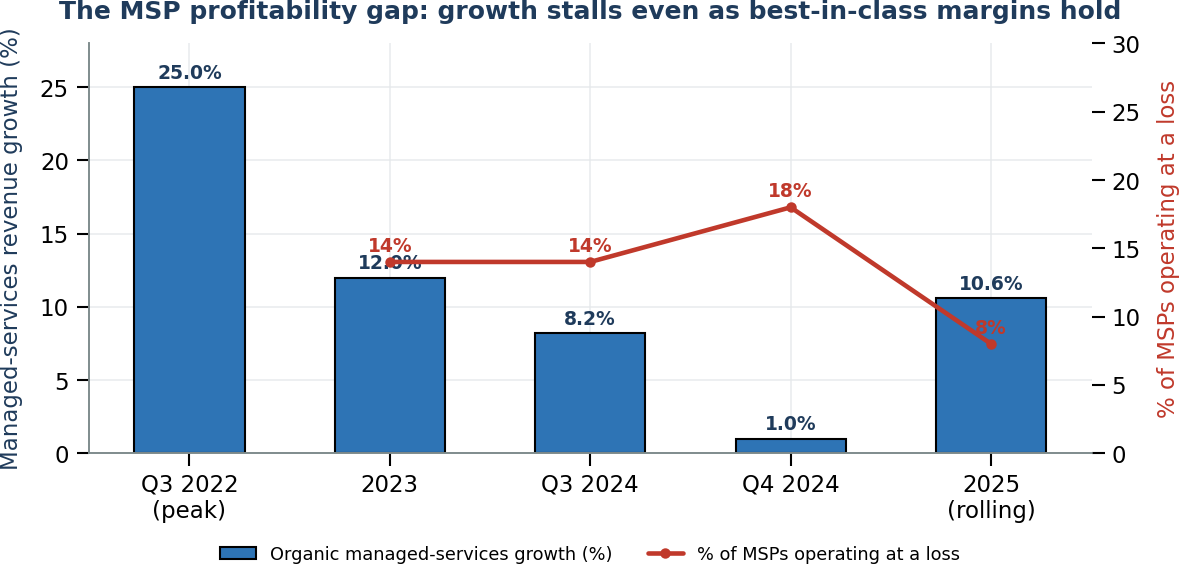 The MSP profitability gap: growth stalls even as best-in-class margins hold
Managed-services revenue growth (%)
% of MSPs operating at a loss
25
20
15
10
5
0
30
25
20
15
10
5
0
25.0%
14%
12.0%
14%
8.2%
18%
1.0%
10.6%
8%
Q3 2022
(peak)
2023
Q3 2024
Q4 2024
2025
(rolling)
Organic managed-services growth (%)
% of MSPs operating at a loss